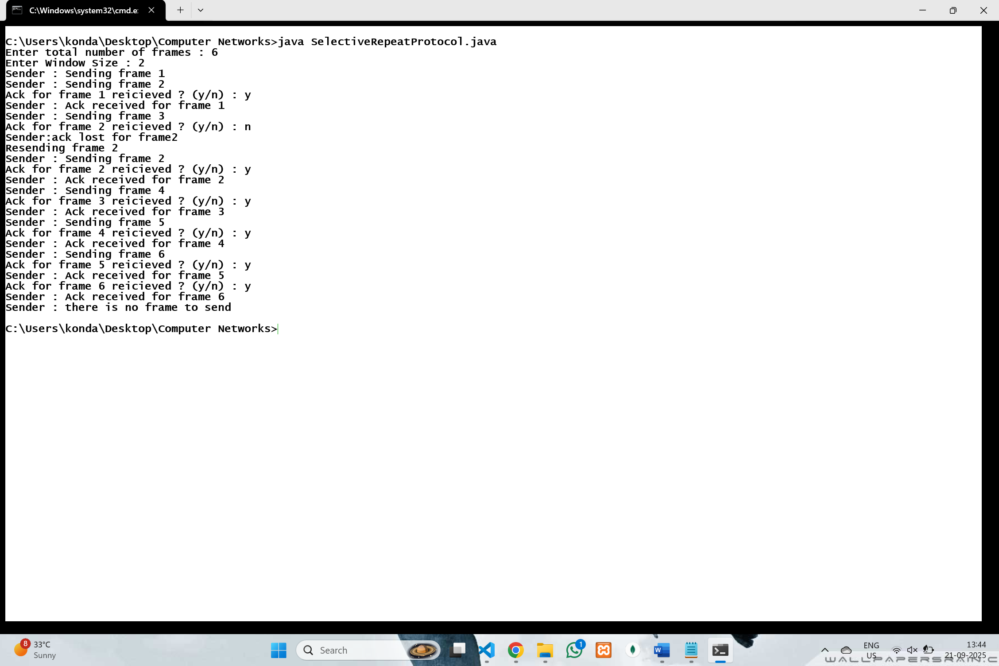 C:\Windows\system32\cmd.e
C:\Users\konda\Desktop\Computer Networks>java SelectiveRepeatProtocol.java
Enter total number of frames : 6
Enter Window Size : 2
Sender : Sending frame 1
Sender : Sending frame 2
Ack for frame 1 reicieved ? (y/n) : y
Sender : Ack received for frame 1
Sender : Sending frame 3
Ack for frame 2 reicieved ? (y/n) : n
Sender:ack lost for frame2
Resending frame 2
Sender : Sending frame 2
Ack for frame 2 reicieved ? (y/n) : y
Sender : Ack received for frame 2
Sender : Sending frame 4
Ack for frame 3 reicieved ? (y/n) : y
Sender : Ack received for frame 3
Sender : Sending frame 5
Ack for frame 4 reicieved ? (y/n) : y
Sender : Ack received for frame 4
Sender : Sending frame 6
Ack for frame 5 reicieved ? (y/n) : y
Sender : Ack received for frame 5
Ack for frame 6 reicieved ? (y/n) : y
Sender : Ack received for frame 6
Sender : there is no frame to send
C:\Users\konda\Desktop\Computer Networks>
8
33°C
Sunny
Search
1
W
ENG
US
13:44
21-09-2025
WALLPAPERSRAIN.C